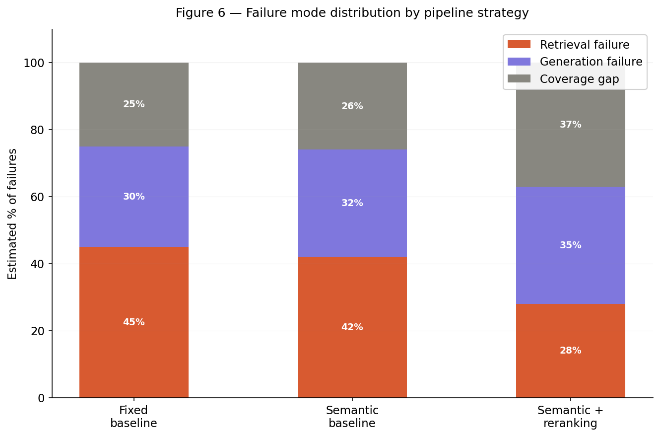 Figure 6 — Failure mode distribution by pipeline strategy
Retrieval failure
Generation failure
Coverage gap
Estimated % of failures
100
80
60
40
20
0
25%
30%
45%
26%
32%
42%
37%
35%
28%
Fixed
baseline
Semantic
baseline
Semantic +
reranking